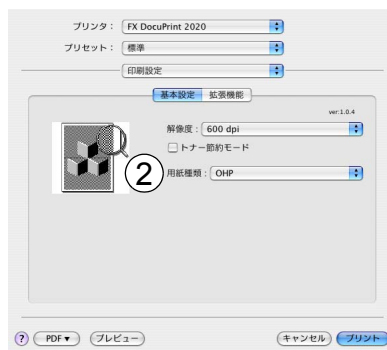 プリンタ： FX DocuPrint 2020
プリセット： 標準
印刷設定
基本設定 拡張機能
ver:1.0.4
解像度： 600 dpi
トナー節約モード
② 用紙種類： OHP
? PDF▼ プレビュー キャンセル プリント